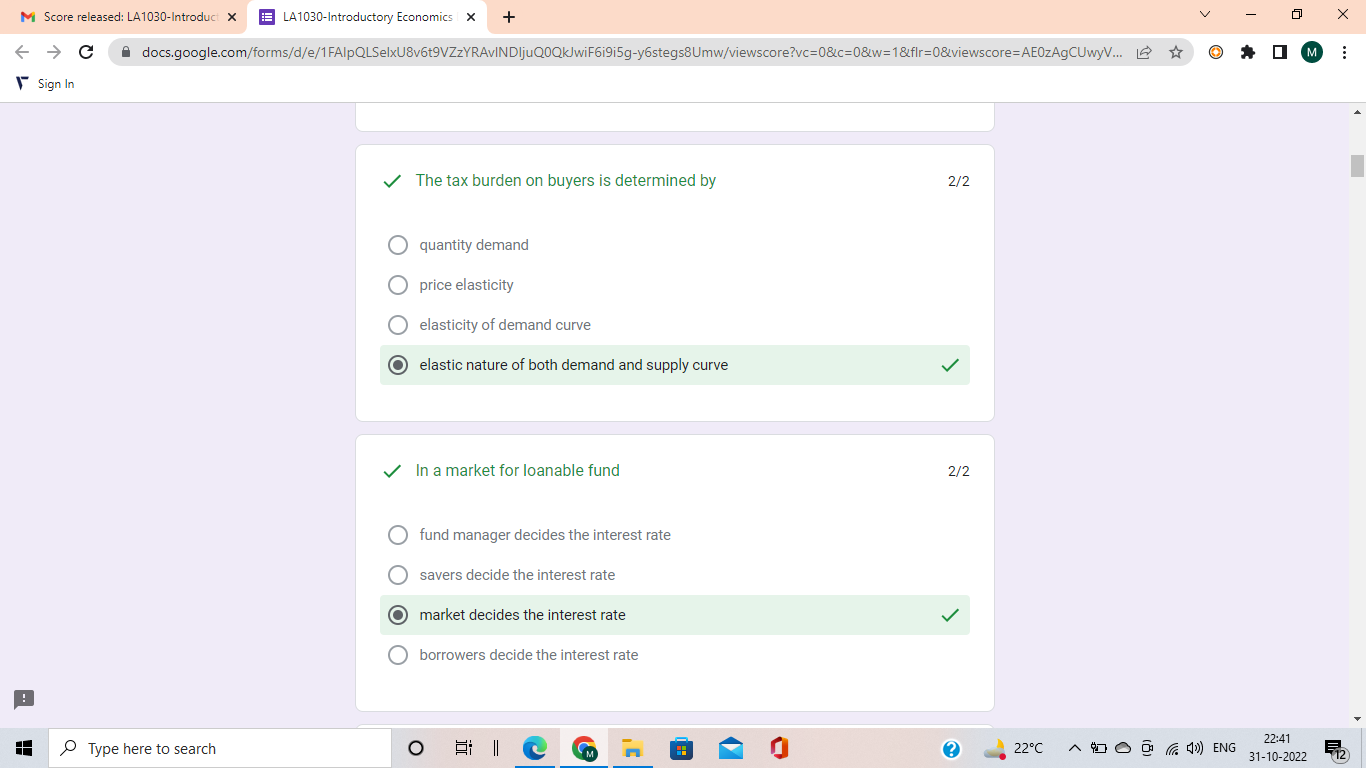 Score released: LA1030-Introduct
LA1030-Introductory Economics
docs.google.com/forms/d/e/1FAIpQLSelxU8v6t9VZzYRAvINDIjuQ0QkJwiF6i9i5g-y6stegs8Umw/viewscore?vc=0&c=0&w=1&flr=0&viewscore=AE0zAgCUwyV...
M
Sign In
The tax burden on buyers is determined by
2/2
quantity demand
price elasticity
elasticity of demand curve
elastic nature of both demand and supply curve
In a market for loanable fund
2/2
fund manager decides the interest rate
savers decide the interest rate
market decides the interest rate
borrowers decide the interest rate
Type here to search
M
22°C
ENG
22:41
31-10-2022
12